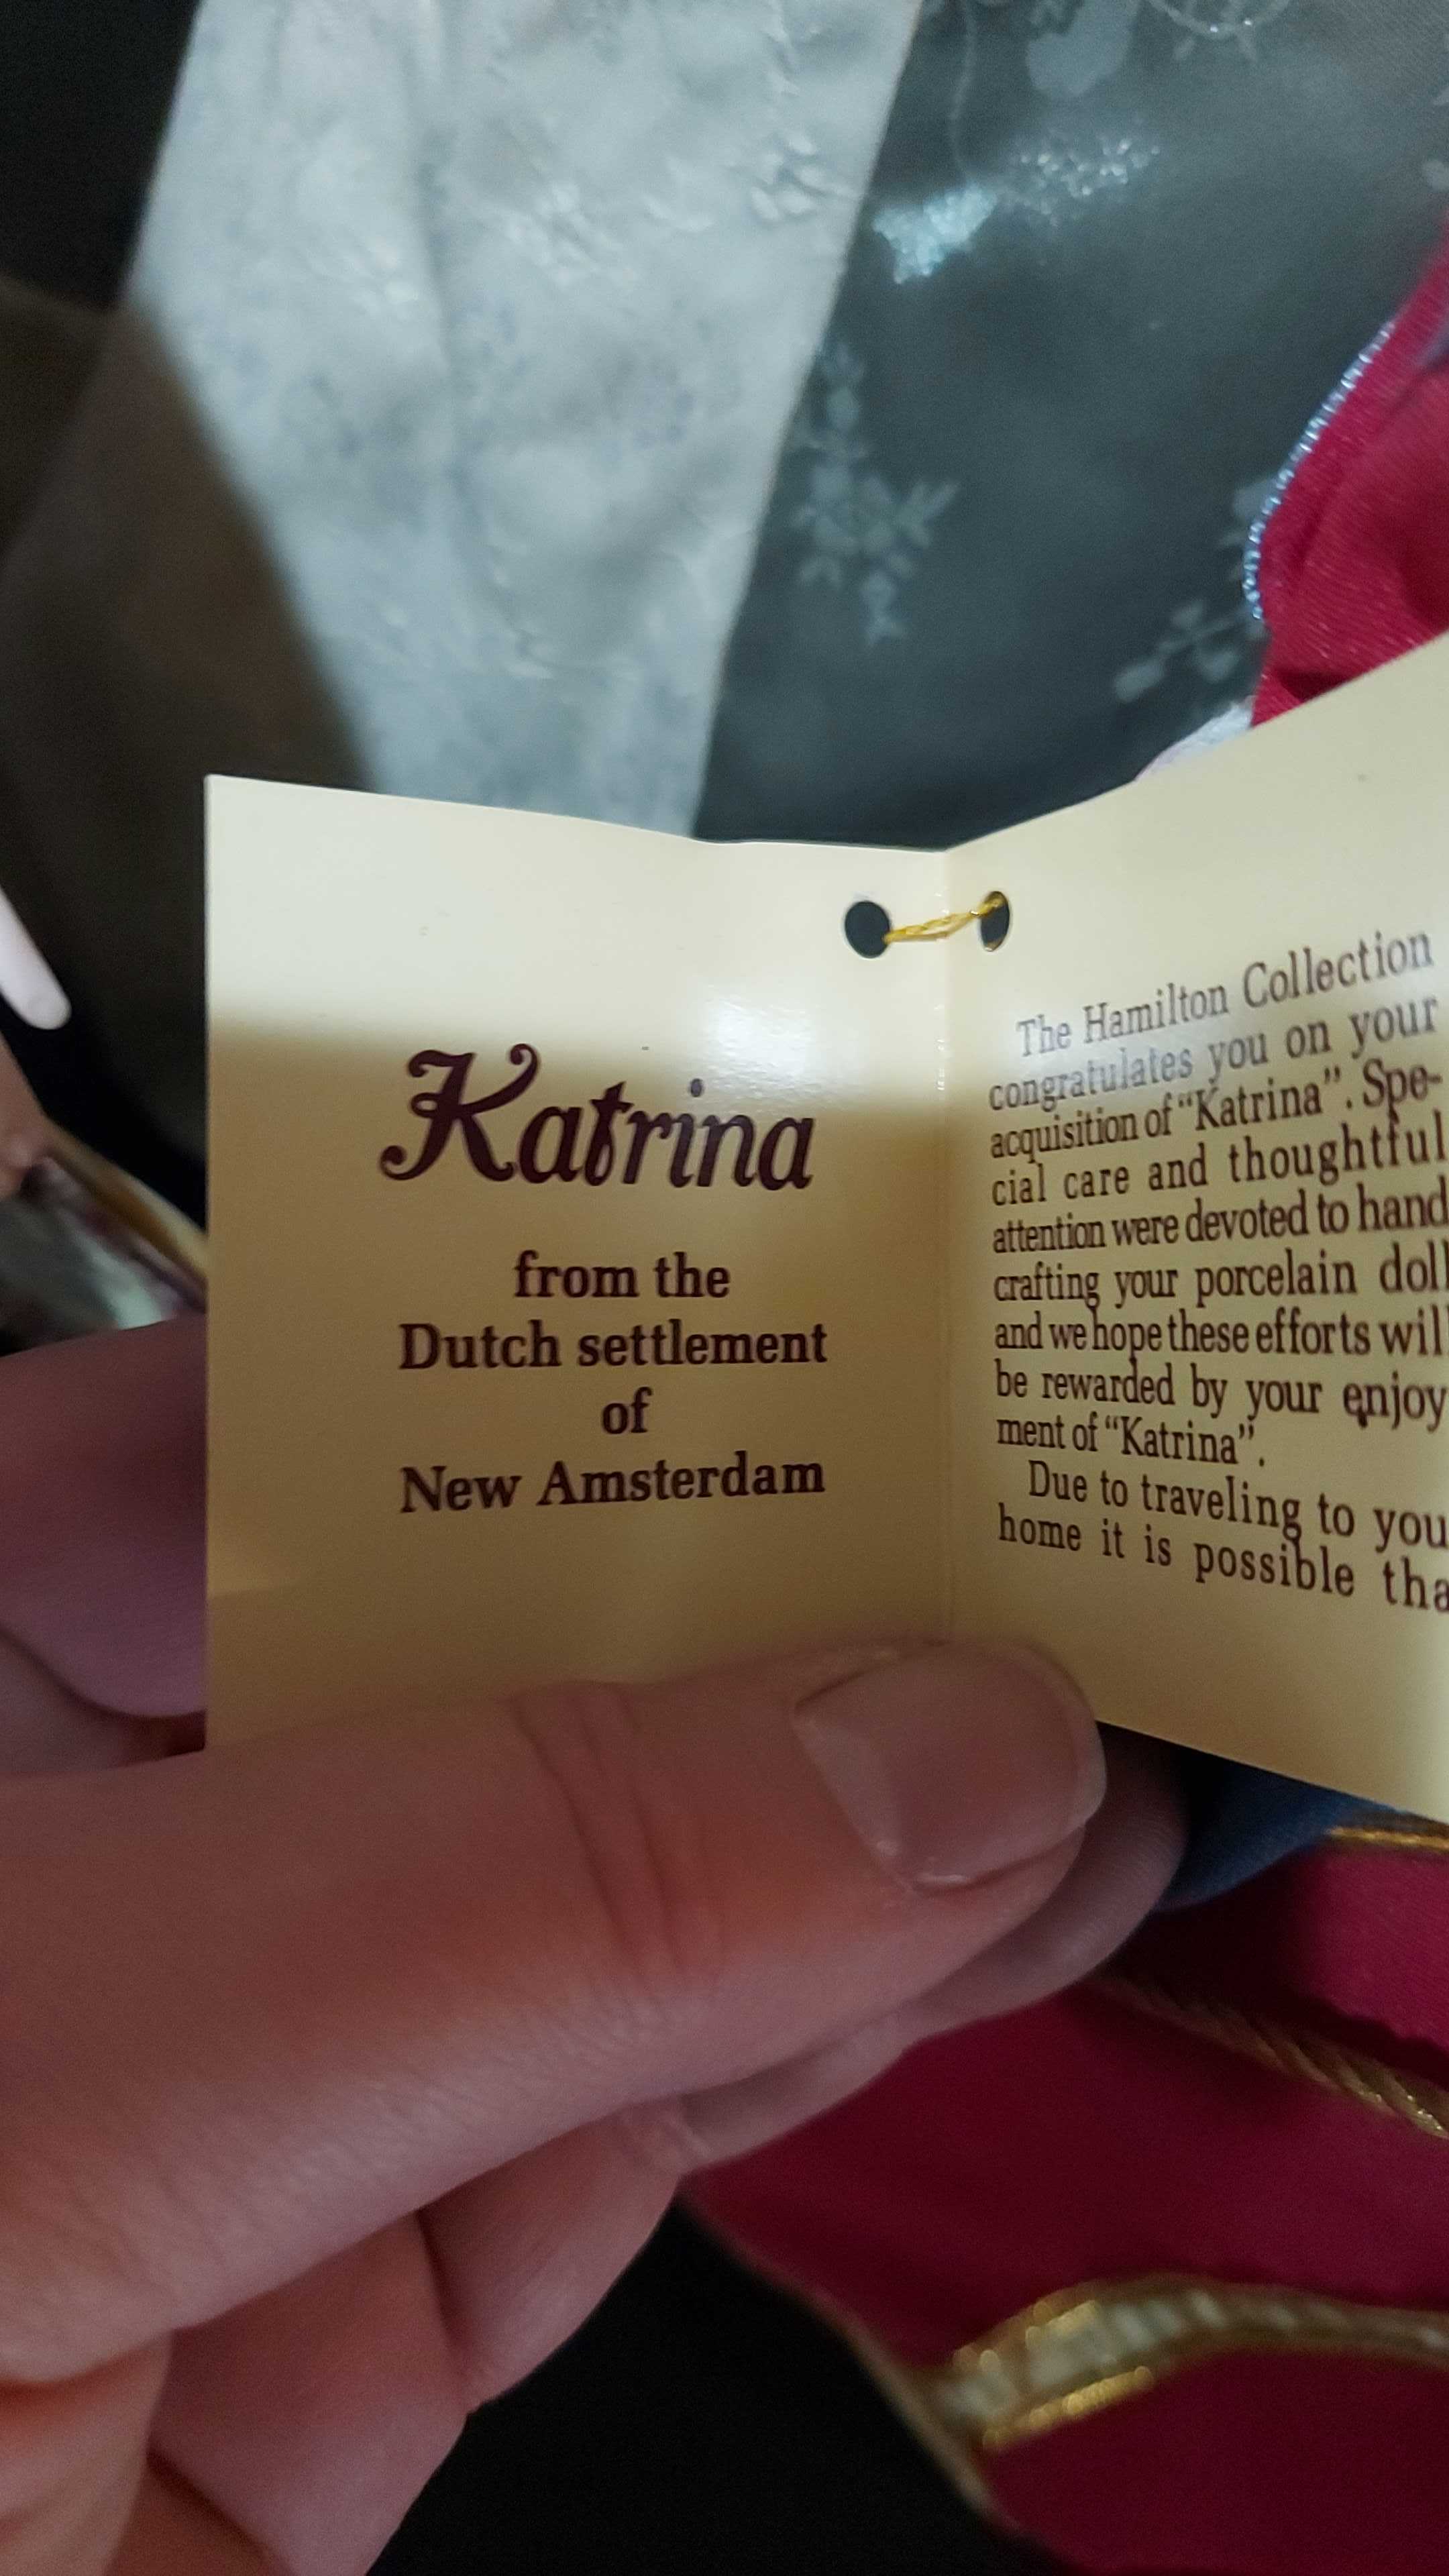 Katrina
from the
Dutch settlement
of
New Amsterdam
The Hamilton Collection
congratulates you on your
acquisition of “Katrina”. Spe-
cial care and thoughtful
attention were devoted to hand
crafting your porcelain doll
and we hope these efforts will
be rewarded by your enjoy
ment of “Katrina”.
Due to traveling to you
home it is possible tha